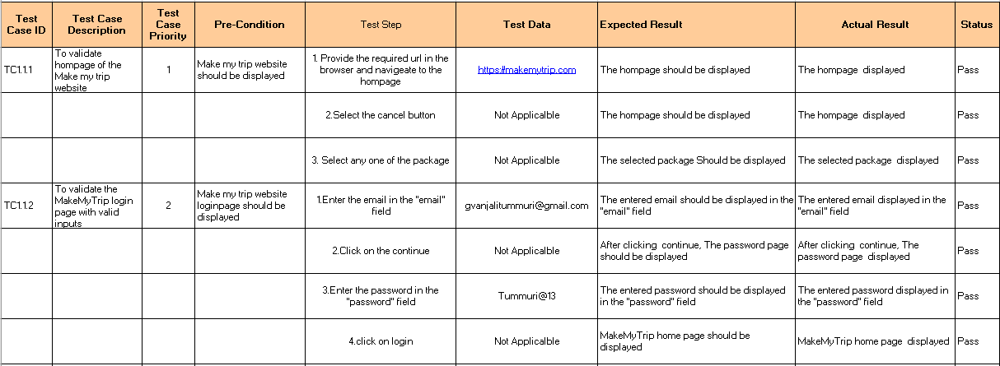 Test Case ID
Test Case Description
Test Case Priority
Pre-Condition
Test Step
Test Data
Expected Result
Actual Result
Status
TC1.1.1
To validate
hompage of the
Make my trip
website
1
Make my trip website
should be displayed
1. Provide the required url in the
browser and navigeate to the
hompage
https://makemytrip.com
The hompage should be displayed
The hompage  displayed
Pass
2.Select the cancel button
Not Applicalble
The hompage should be displayed
The hompage  displayed
Pass
3. Select any one of the package
Not Applicalble
The selected package Should be displayed
The selected package  displayed
Pass
TC1.1.2
To validate the
MakeMyTrip login
page with valid
inputs
2
Make my trip website
loginpage should be
displayed
1.Enter the email in the "email"
field
gvanjalitummuri@gmail.com
The entered email should be displayed in the
"email" field
The entered email displayed in the
"email" field
Pass
2.Click on the continue
Not Applicalble
After clicking  continue, The password page
should be displayed
After clicking  continue, The
password page  displayed
Pass
3.Enter the password in the
"password" field
Tummuri@13
The entered password should be displayed
in the "password" field
The entered password displayed in
the "password" field
Pass
4.click on login
Not Applicalble
MakeMyTrip home page should be
displayed
MakeMyTrip home page  displayed
Pass